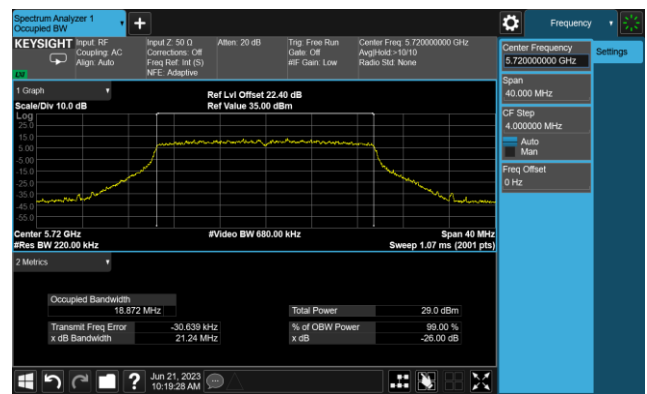 Spectrum Analyzer 1
Occupied BW
Frequency
KEYSIGHT
Input: RF
Coupling: AC
Align: Auto
Input Z: 50 Ω
Corrections: Off
Freq Ref: Int (S)
NFE: Adaptive
Atten: 20 dB
Trig: Free Run
Gate: Off
#IF Gain: Low
Center Freq: 5.720000000 GHz
Avg|Hold:>10/10
Radio Std: None
LXI
Center Frequency
5.720000000 GHz
Settings
Span
40.000 MHz
CF Step
4.000000 MHz
Auto
Man
Freq Offset
0 Hz
1 Graph
Scale/Div 10.0 dB
Ref Lvl Offset 22.40 dB
Ref Value 35.00 dBm
Log
25.0
15.0
5.00
-5.00
-15.0
-25.0
-35.0
-45.0
-55.0
Center 5.72 GHz
#Res BW 220.00 kHz
#Video BW 680.00 kHz
Span 40 MHz
Sweep 1.07 ms (2001 pts)
2 Metrics
Occupied Bandwidth
18.872 MHz
Total Power 29.0 dBm
Transmit Freq Error -30.639 kHz
% of OBW Power 99.00 %
x dB Bandwidth 21.24 MHz
x dB -26.00 dB
?
Jun 21, 2023
10:19:28 AM